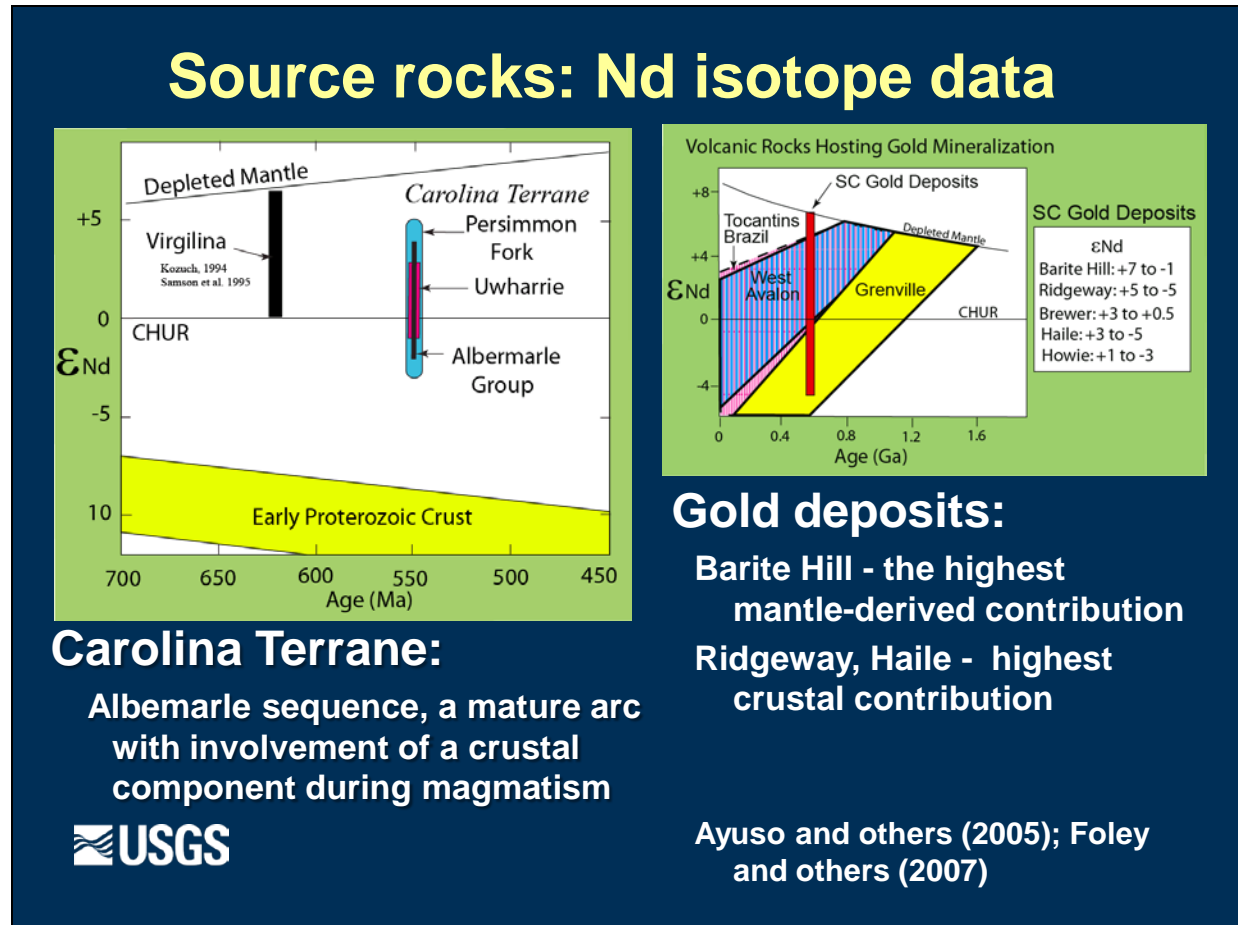 Source rocks: Nd isotope data
Depleted Mantle
Carolina Terrane
+5
Persimmon
Fork
Virgilina
Kozuch, 1994
Samson et al. 1995
Uwharrie
0
CHUR
εNd
Albermarle
Group
-5
10
Early Proterozoic Crust
700 650 600 550 500 450
Age (Ma)
Volcanic Rocks Hosting Gold Mineralization
+8
SC Gold Deposits
Tocantins
Brazil
Depleted Mantle
+4
West
Avalon
εNd
Grenville
0
CHUR
-4
0 0.4 0.8 1.2 1.6
Age (Ga)
SC Gold Deposits
εNd
Barite Hill: +7 to -1
Ridgeway: +5 to -5
Brewer: +3 to +0.5
Haile: +3 to -5
Howie: +1 to -3
Carolina Terrane:
Albemarle sequence, a mature arc
with involvement of a crustal
component during magmatism
USGS
Gold deposits:
Barite Hill - the highest
mantle-derived contribution
Ridgeway, Haile - highest
crustal contribution
Ayuso and others (2005); Foley
and others (2007)